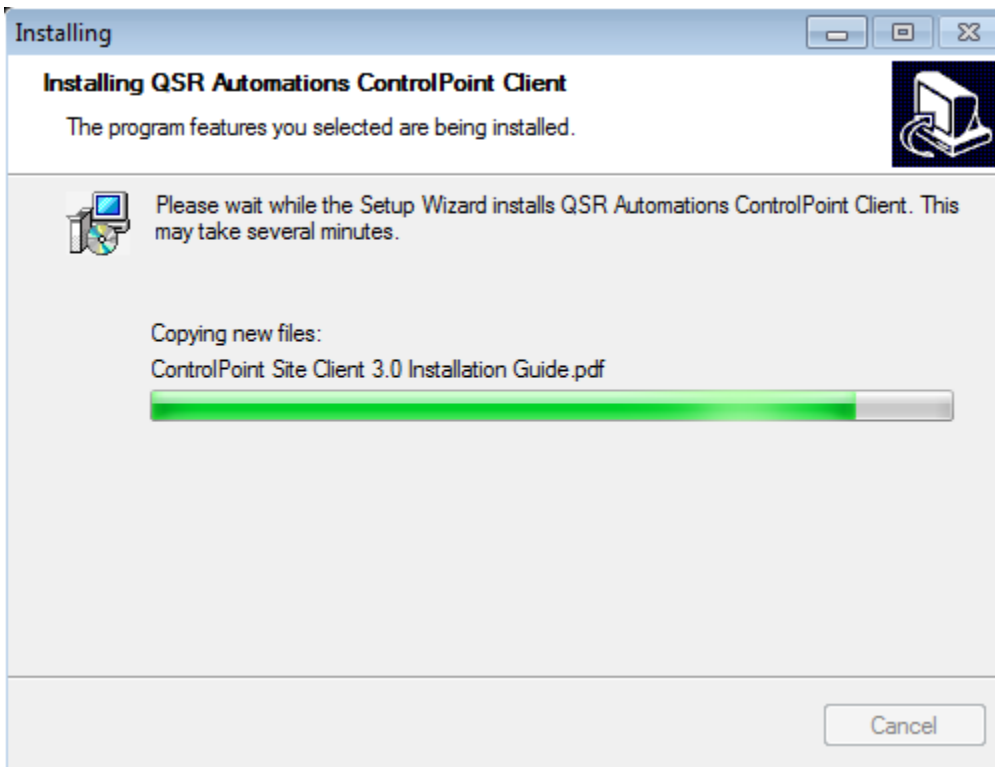 Installing
Installing QSR Automations ControlPoint Client
The program features you selected are being installed.
Please wait while the Setup Wizard installs QSR Automations ControlPoint Client. This
may take several minutes.
Copying new files:
ControlPoint Site Client 3.0 Installation Guide.pdf
Cancel